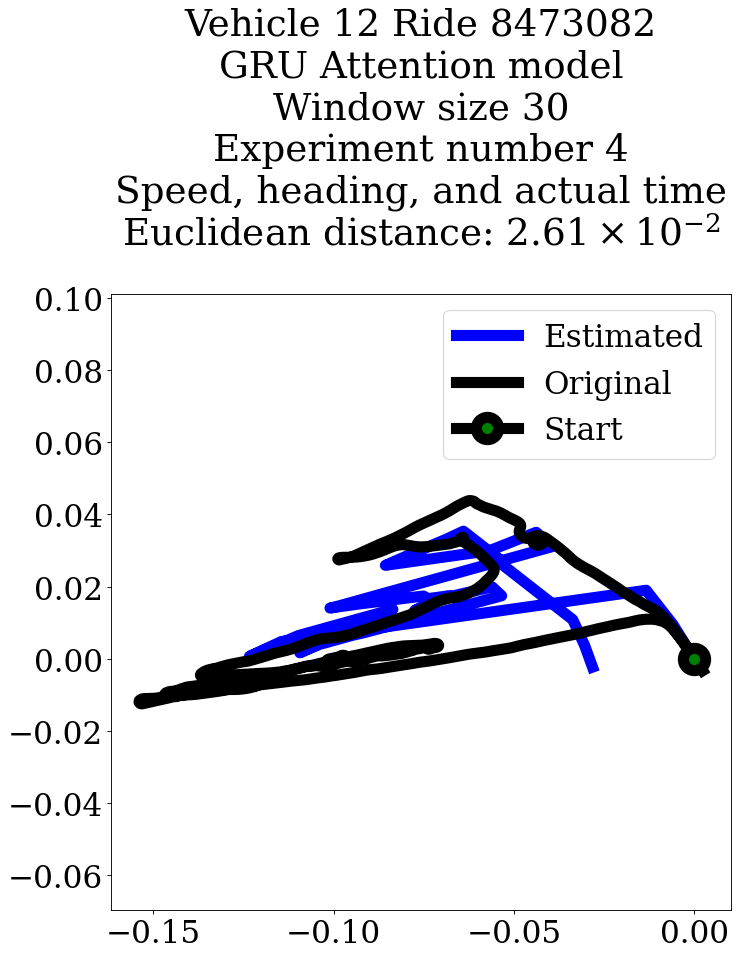 Vehicle 12 Ride 8473082
GRU Attention model
Window size 30
Experiment number 4
Speed, heading, and actual time
Euclidean distance: 2.61 × 10⁻²
Estimated
Original
Start
0.10
0.08
0.06
0.04
0.02
0.00
−0.02
−0.04
−0.06
−0.15 −0.10 −0.05 0.00